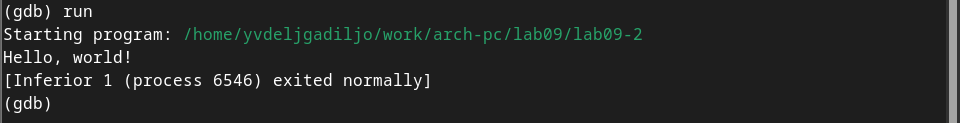 (gdb) run
Starting program: /home/yvdeljgadiljo/work/arch-pc/lab09/lab09-2
Hello, world!
[Inferior 1 (process 6546) exited normally]
(gdb)